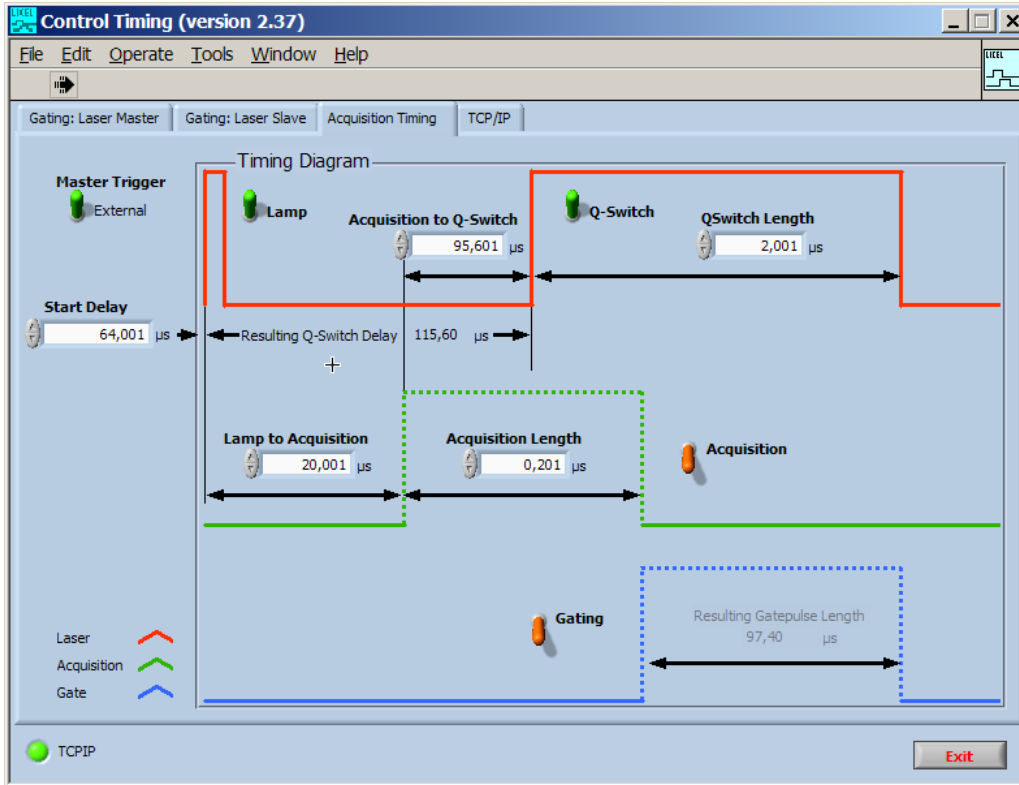 LICEL
Control Timing (version 2.37)
File Edit Operate Tools Window Help
LICEL
Gating: Laser Master Gating: Laser Slave Acquisition Timing TCP/IP
Timing Diagram
Master Trigger
External
Lamp
Acquisition to Q-Switch
95,601 µs
Q-Switch
QSwitch Length
2,001 µs
Start Delay
64,001 µs
Resulting Q-Switch Delay 115,60 µs
Lamp to Acquisition
20,001 µs
Acquisition Length
0,201 µs
Acquisition
Gating
Resulting Gatepulse Length
97,40 µs
Laser
Acquisition
Gate
TCPIP
Exit